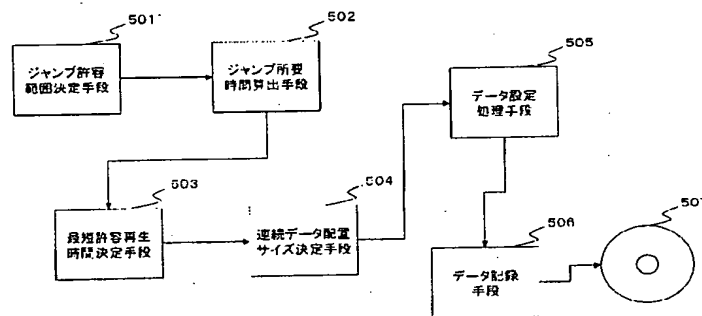 501
ジャンプ許容
範囲決定手段
502
ジャンプ所要
時間算出手段
503
最短許容再生
時間決定手段
504
連続データ配置
サイズ決定手段
505
データ設定
処理手段
506
データ記録
手段
507